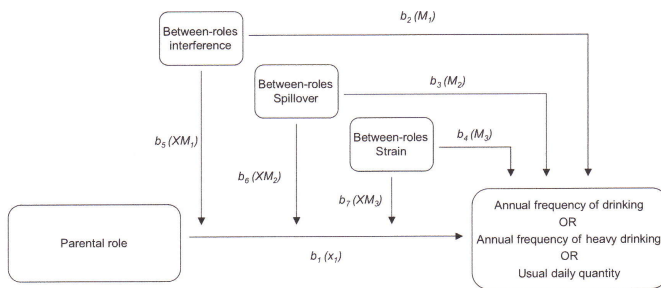 Between-roles
interference
b₂ (M₁)
Between-roles
Spillover
b₃ (M₂)
Between-roles
Strain
b₄ (M₃)
b₅ (XM₁)
b₆ (XM₂)
b₇ (XM₃)
Parental role
b₁ (x₁)
Annual frequency of drinking
OR
Annual frequency of heavy drinking
OR
Usual daily quantity